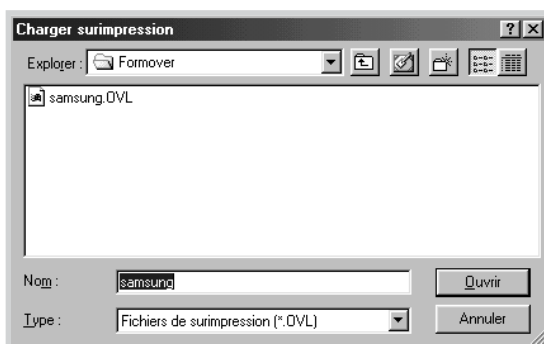 Charger surimpression
Explorer : Formover
samsung.OVL
Nom : samsung Ouvrir
Type : Fichiers de surimpression (*.OVL) Annuler